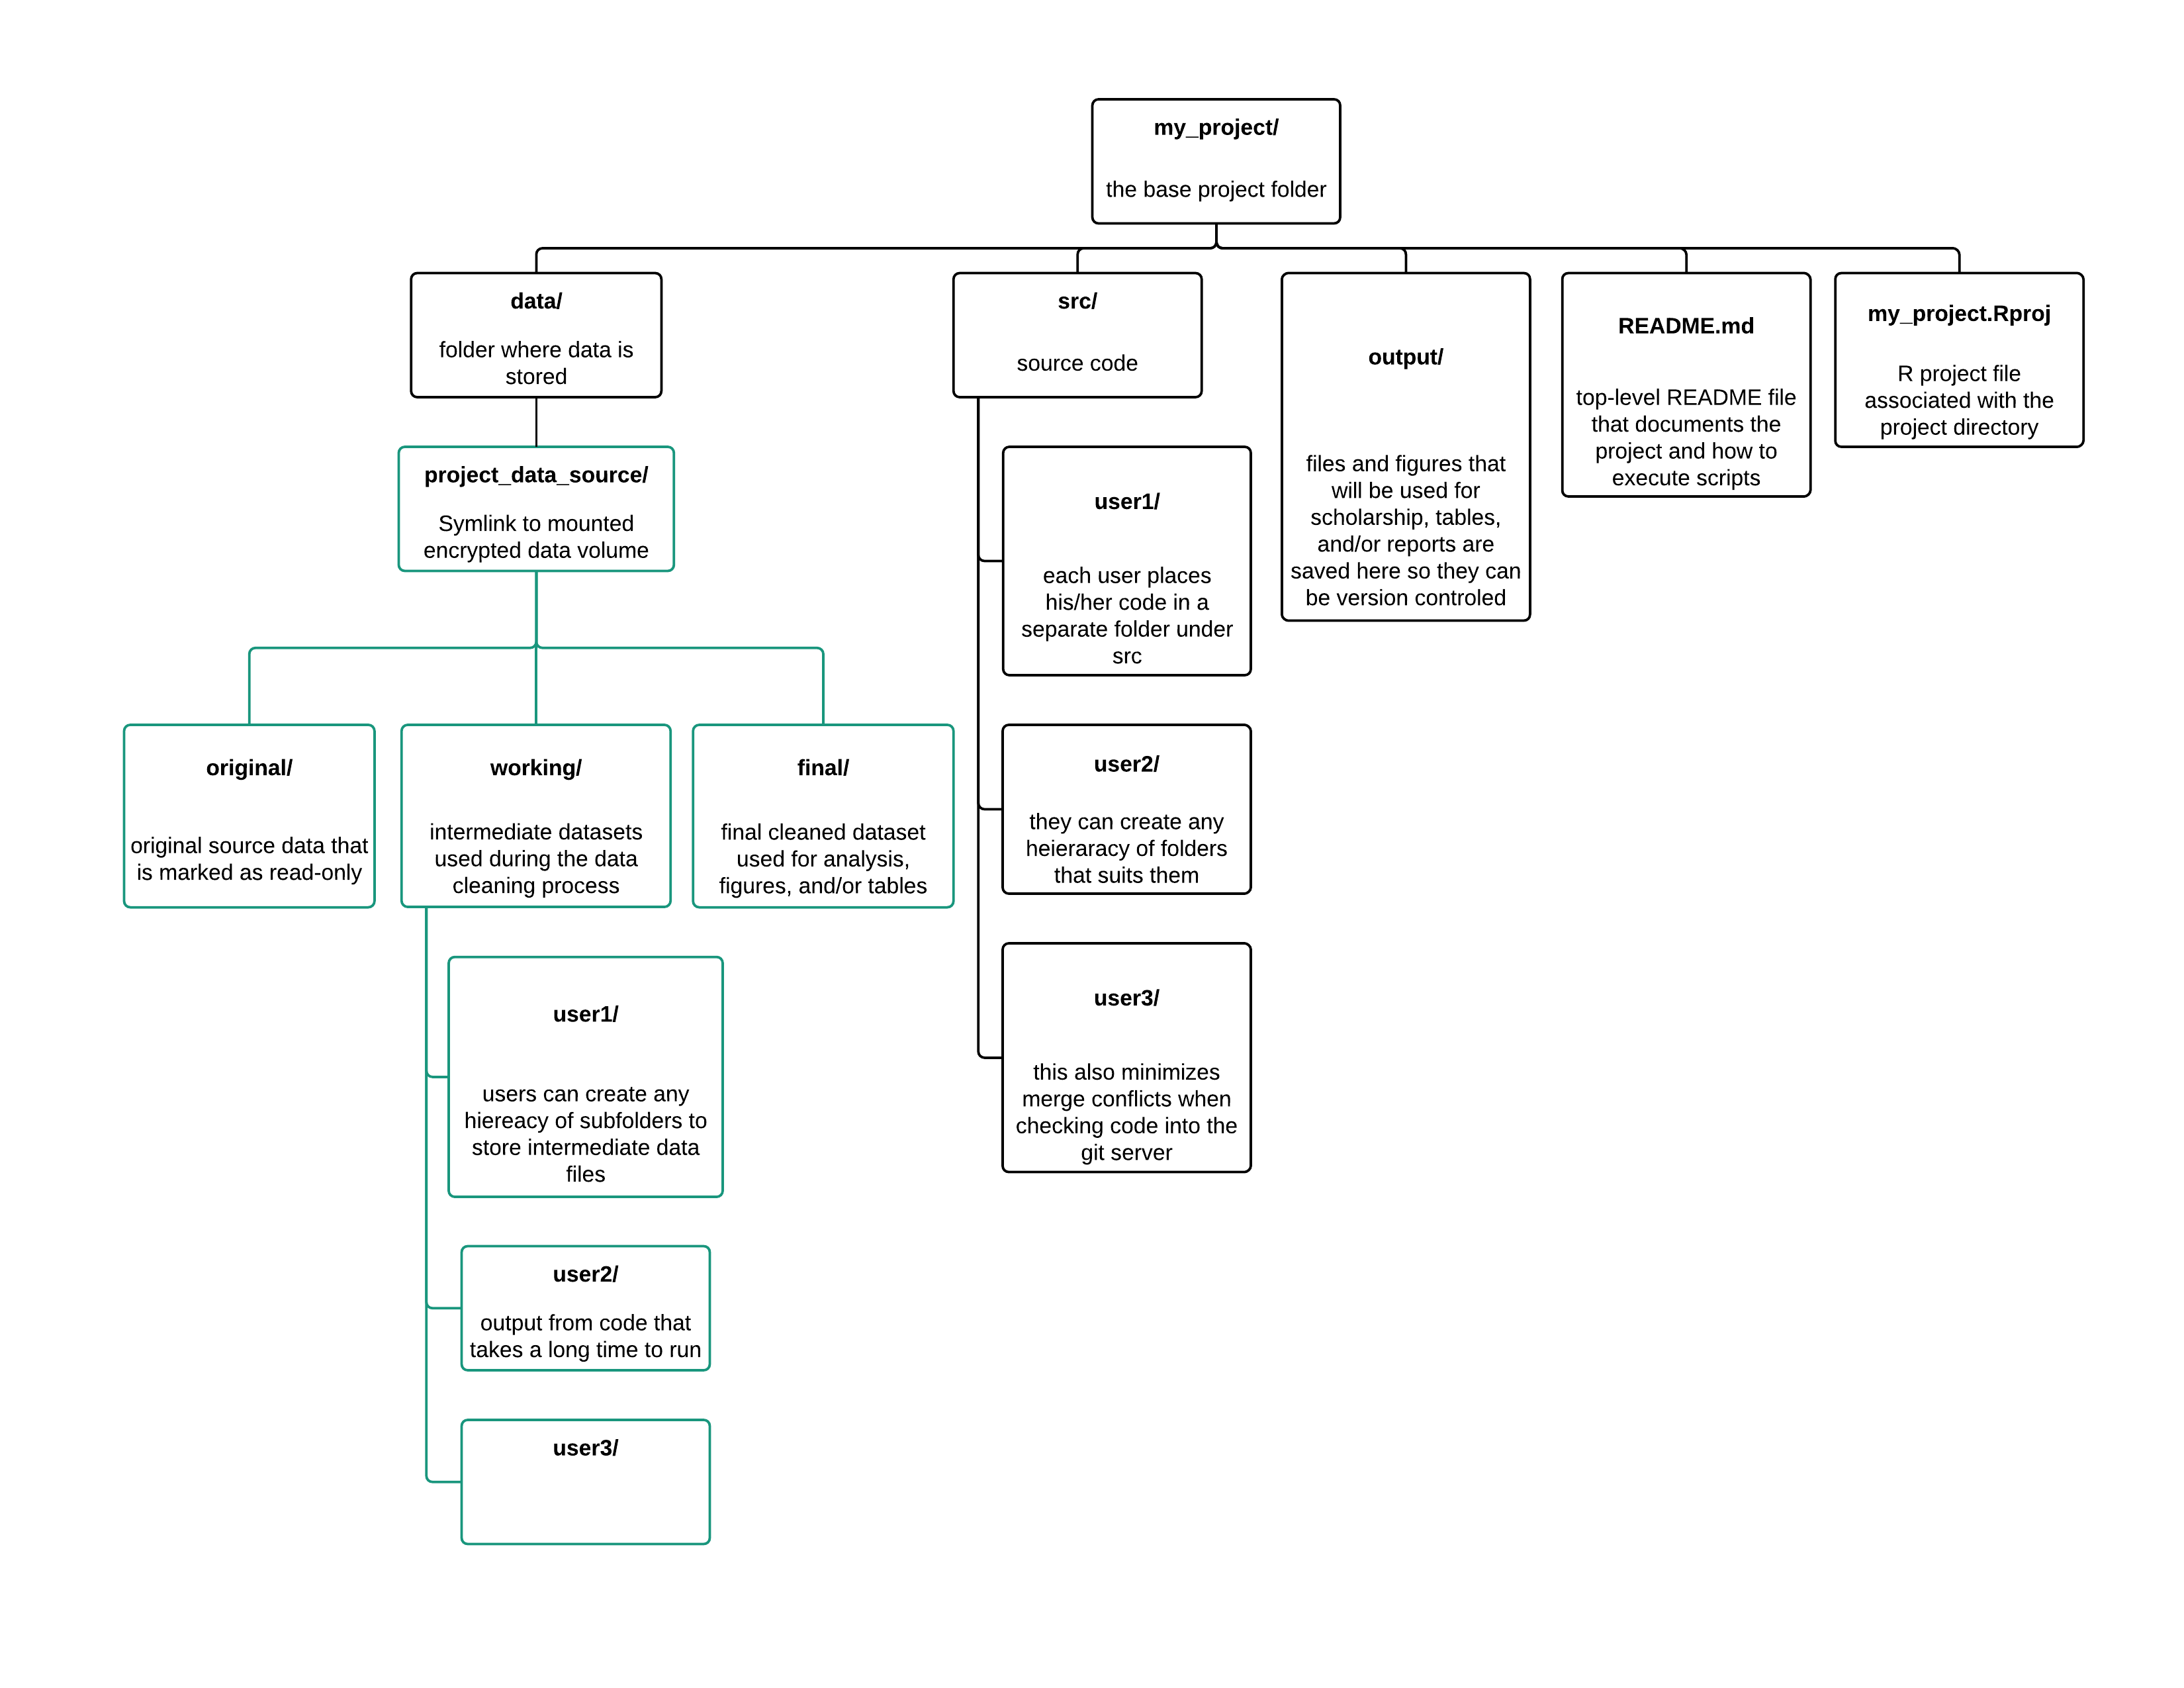 my_project/
the base project folder
data/
folder where data is
stored
src/
source code
output/
files and figures that
will be used for
scholarship, tables,
and/or reports are
saved here so they can
be version controled
README.md
top-level README file
that documents the
project and how to
execute scripts
my_project.Rproj
R project file
associated with the
project directory
project_data_source/
Symlink to mounted
encrypted data volume
original/
original source data that
is marked as read-only
working/
intermediate datasets
used during the data
cleaning process
final/
final cleaned dataset
used for analysis,
figures, and/or tables
user1/
users can create any
hiereacy of subfolders to
store intermediate data
files
user2/
output from code that
takes a long time to run
user3/
user1/
each user places
his/her code in a
separate folder under
src
user2/
they can create any
heieraracy of folders
that suits them
user3/
this also minimizes
merge conflicts when
checking code into the
git server